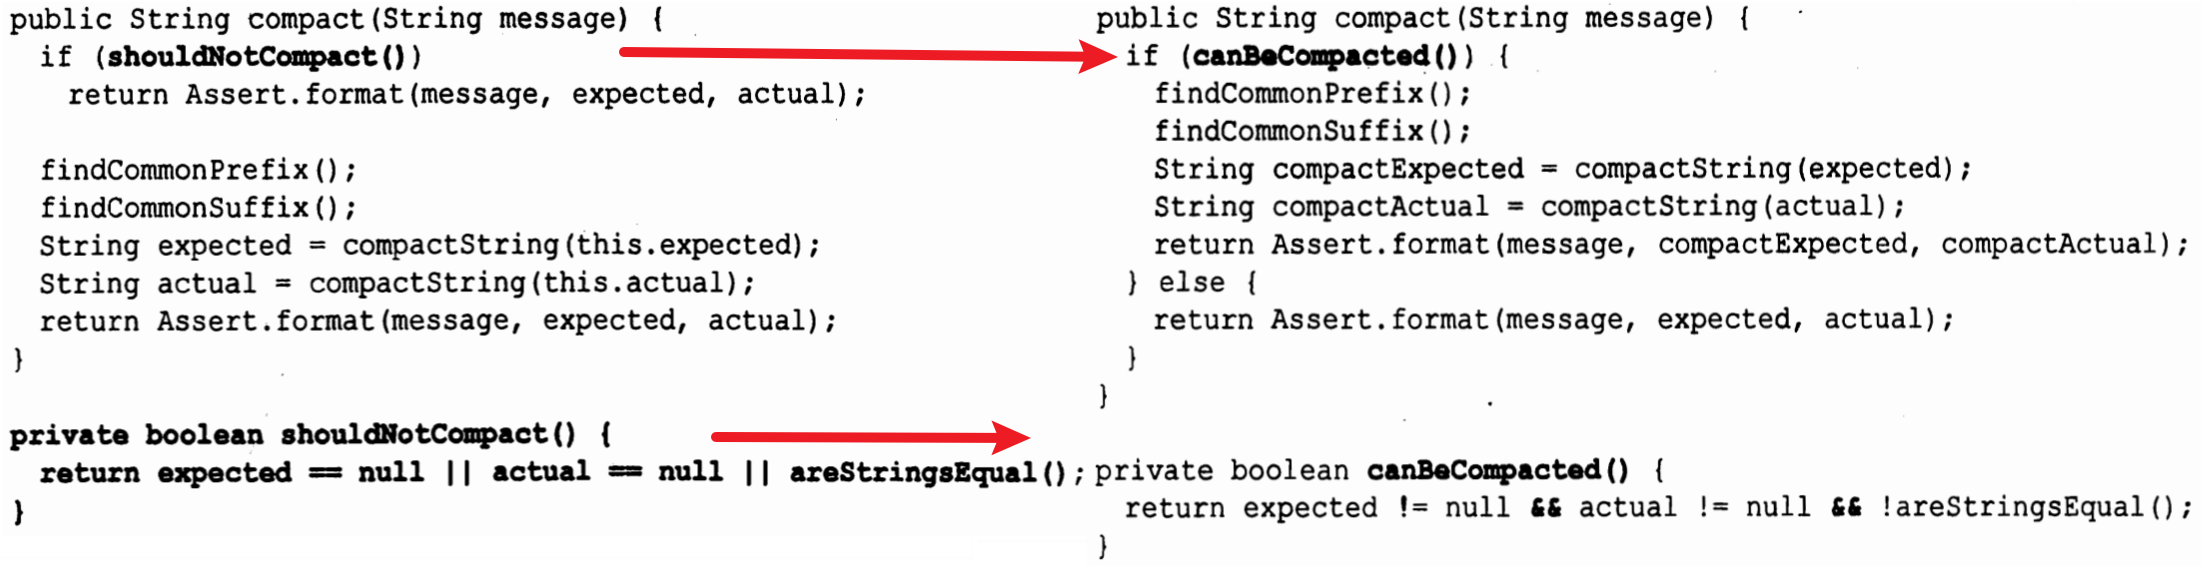 public String compact(String message) {
  if (shouldNotCompact())
    return Assert.format(message, expected, actual);

  findCommonPrefix();
  findCommonSuffix();
  String expected = compactString(this.expected);
  String actual = compactString(this.actual);
  return Assert.format(message, expected, actual);
}

private boolean shouldNotCompact() {
  return expected == null || actual == null || areStringsEqual();
}

public String compact(String message) {
  if (canBeCompacted()) {
    findCommonPrefix();
    findCommonSuffix();
    String compactExpected = compactString(expected);
    String compactActual = compactString(actual);
    return Assert.format(message, compactExpected, compactActual);
  } else {
    return Assert.format(message, expected, actual);
  }
}

private boolean canBeCompacted() {
  return expected != null && actual != null && !areStringsEqual();
}